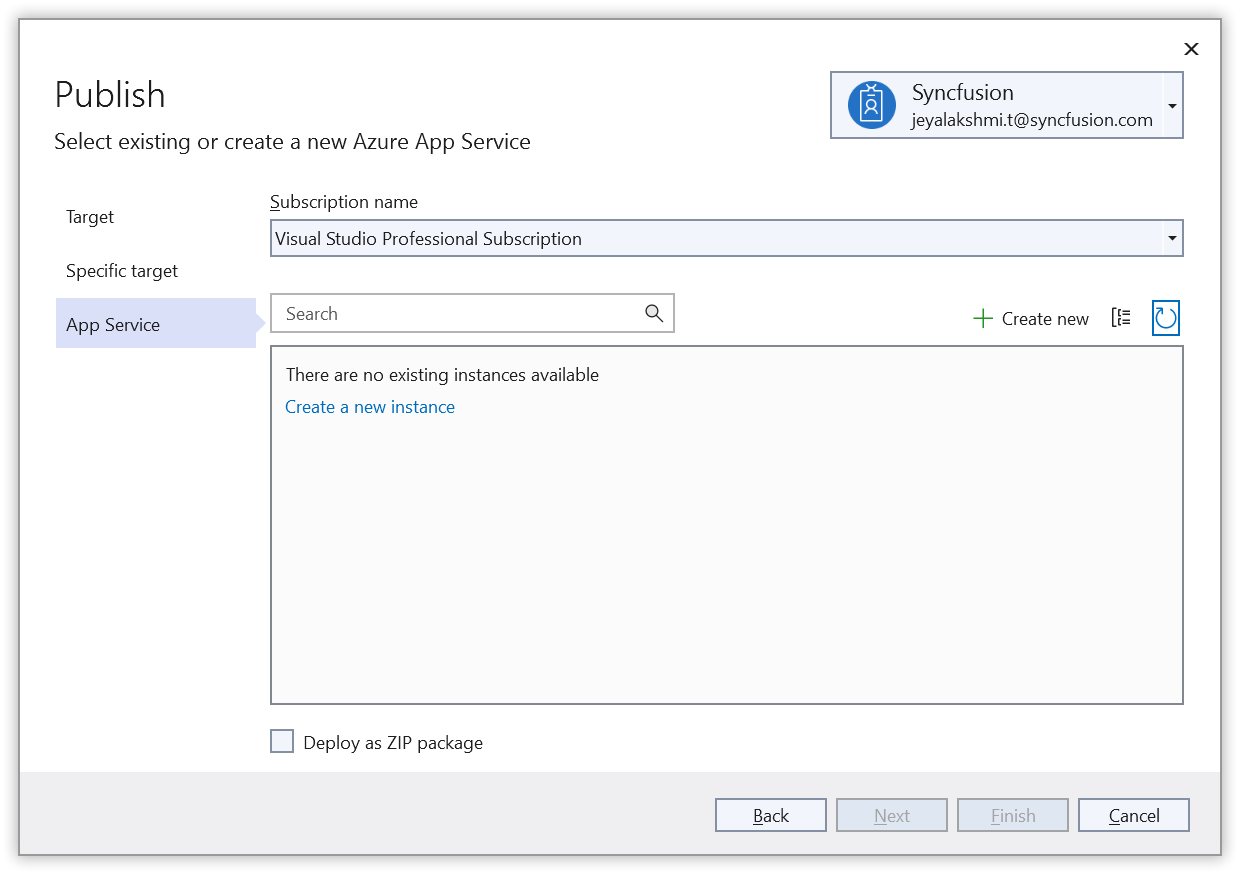 Publish
Select existing or create a new Azure App Service
Syncfusion
jeyalakshmi.t@syncfusion.com
Target
Specific target
App Service
Subscription name
Visual Studio Professional Subscription
Search
Create new
There are no existing instances available
Create a new instance
Deploy as ZIP package
Back
Next
Finish
Cancel